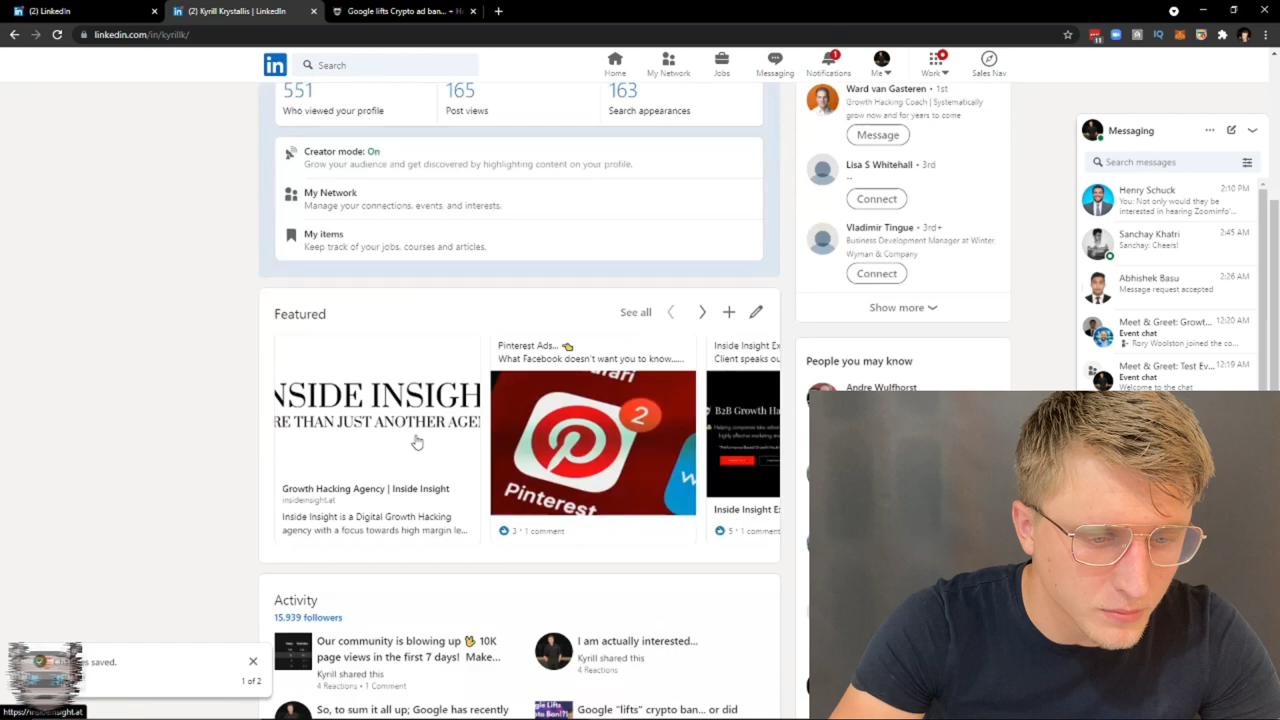 (2) LinkedIn
(2) Kyrill Krystallis | LinkedIn
Google lifts Crypto ad ban...
linkedin.com/in/kyrillk/
11
in
Search
Home
My Network
Jobs
Messaging
1
Notifications
Me
Work
Sales Nav
551
Who viewed your profile
165
Post views
163
Search appearances
Creator mode: On
Grow your audience and get discovered by highlighting content on your profile.
My Network
Manage your connections, events, and interests.
My items
Keep track of your jobs, courses and articles.
Featured
See all
NSIDE INSIGH
RE THAN JUST ANOTHER AGE
Growth Hacking Agency | Inside Insight
insideinsight.at
Inside Insight is a Digital Growth Hacking
agency with a focus towards high margin le...
Pinterest Ads...
What Facebook doesn't want you to know......
2
Pinterest
3 · 1 comment
Inside Insight Ex
Client speaks ou
B2B Growth Ha
Inside Insight Ex
5 · 1 comment
Activity
15.939 followers
Our community is blowing up 10K
page views in the first 7 days! Make...
Kyrill shared this
4 Reactions • 1 Comment
I am actually interested...
Kyrill shared this
4 Reactions
So, to sum it all up; Google has recently
Google "lifts" crypto ban... or did
Ward van Gasteren • 1st
Growth Hacking Coach | Systematically
grow now and for years to come
Message
Lisa S Whitehall • 3rd
--
Connect
Vladimir Tingue • 3rd+
Business Development Manager at Winter,
Wyman & Company
Connect
Show more
People you may know
Andre Wulfhorst
Messaging
Search messages
Henry Schuck
2:10 PM
You: Not only would they be
interested in hearing Zoominfo'...
Sanchay Khatri
2:45 AM
Sanchay: Cheers!
Abhishek Basu
2:26 AM
Message request accepted
Meet & Greet: Growt...
12:20 AM
Event chat
Rory Woolston joined the co...
Meet & Greet: Test Ev...
12:19 AM
Event chat
Welcome to the chat
s saved.
1 of 2
https://insideinsight.at